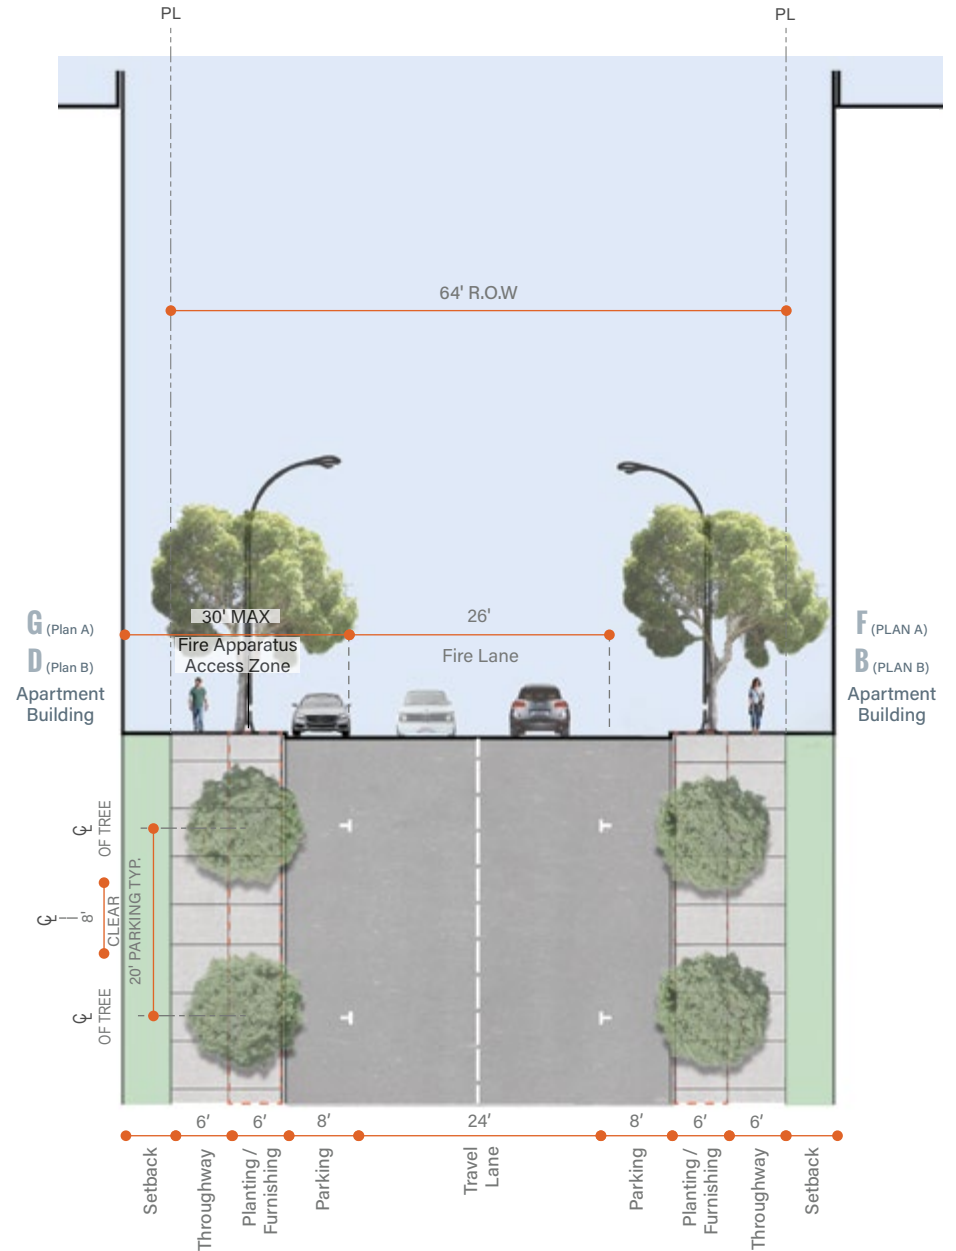 PL
PL
64' R.O.W
30' MAX
Fire Apparatus
Access Zone
26'
Fire Lane
G (Plan A)
D (Plan B)
Apartment
Building
F (PLAN A)
B (PLAN B)
Apartment
Building
℄
OF TREE
20' PARKING TYP.
℄
8'
CLEAR
℄
OF TREE
6'
6'
8'
24'
8'
6'
6'
Setback
Throughway
Planting /
Furnishing
Parking
Travel
Lane
Parking
Planting /
Furnishing
Throughway
Setback